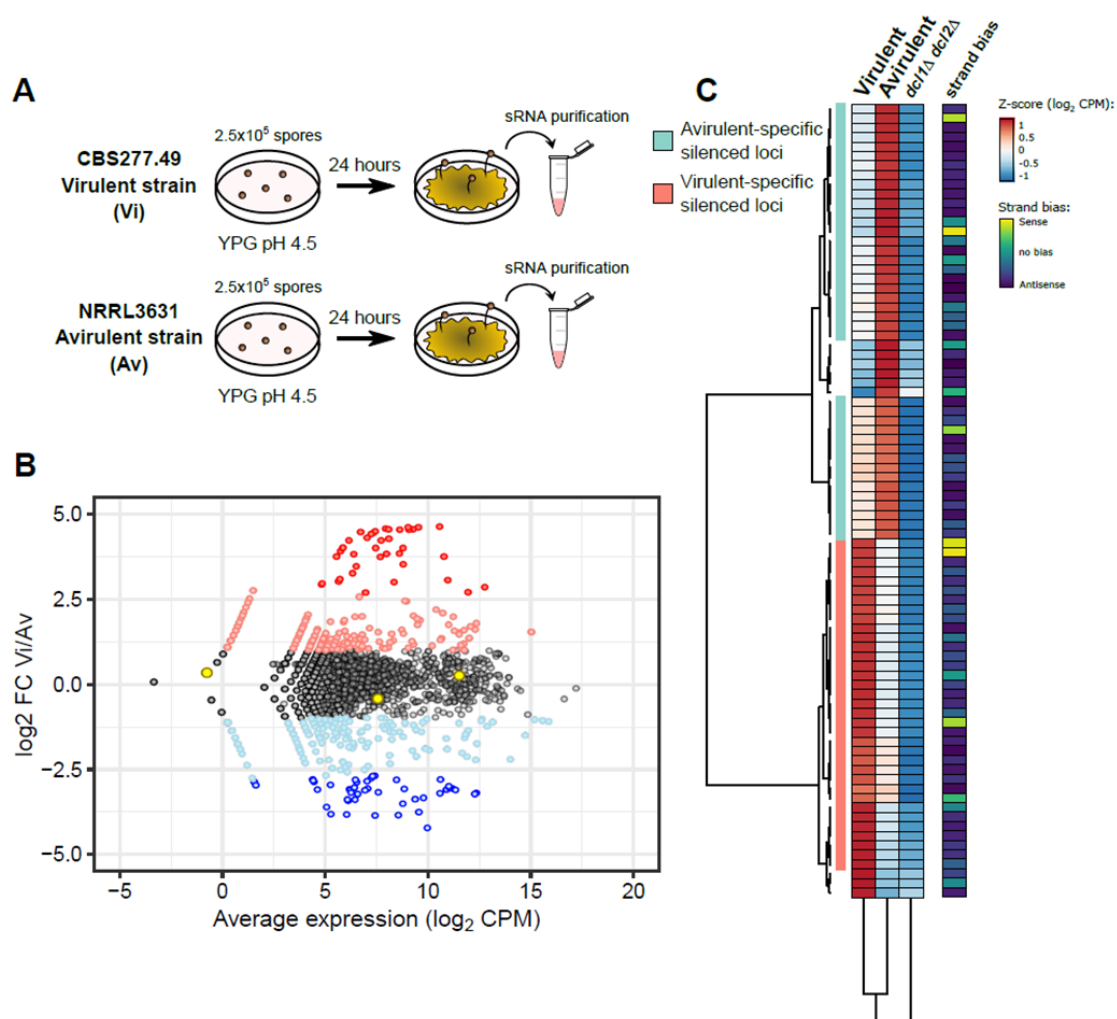 A
CBS277.49
Virulent strain
(Vi)
2.5x10⁵ spores
24 hours
sRNA purification
YPG pH 4.5
NRRL3631
Avirulent strain
(Av)
2.5x10⁵ spores
24 hours
sRNA purification
YPG pH 4.5
B
log2 FC Vi/Av
5.0
2.5
0.0
−2.5
−5.0
−5
0
5
10
15
20
Average expression (log₂ CPM)
C
Avirulent-specific
silenced loci
Virulent-specific
silenced loci
Virulent
Avirulent
dcl1Δ dcl2Δ
strand bias
Z-score (log₂ CPM):
1
0.5
0
-0.5
-1
Strand bias:
Sense
no bias
Antisense